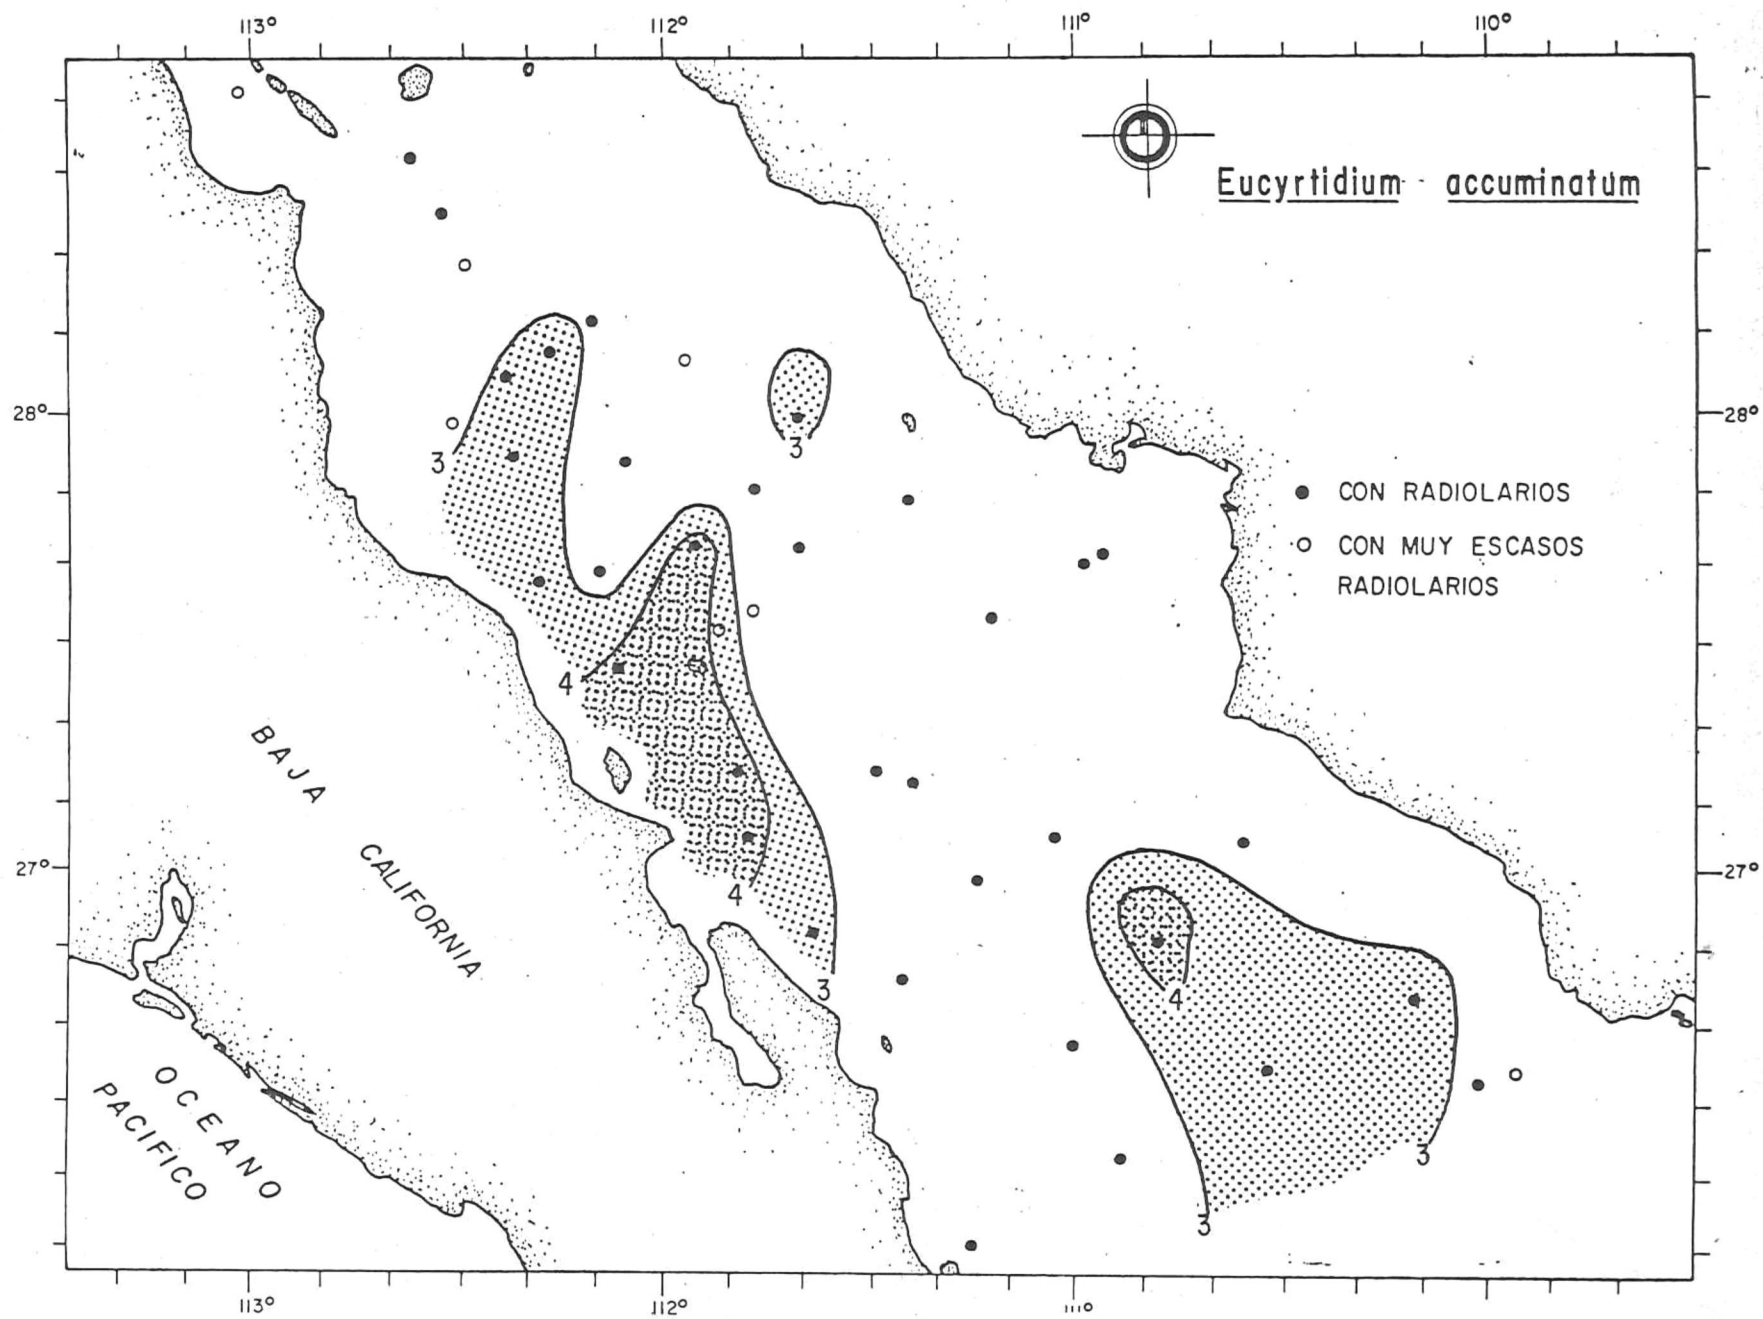 113°
112°
111°
110°
Eucyrtidium accuminatum
28°
28°
3
3
● CON RADIOLARIOS
○ CON MUY ESCASOS
RADIOLARIOS
4
BAJA
CALIFORNIA
27°
27°
4
3
4
OCEANO
PACIFICO
3
3
113°
112°
111°